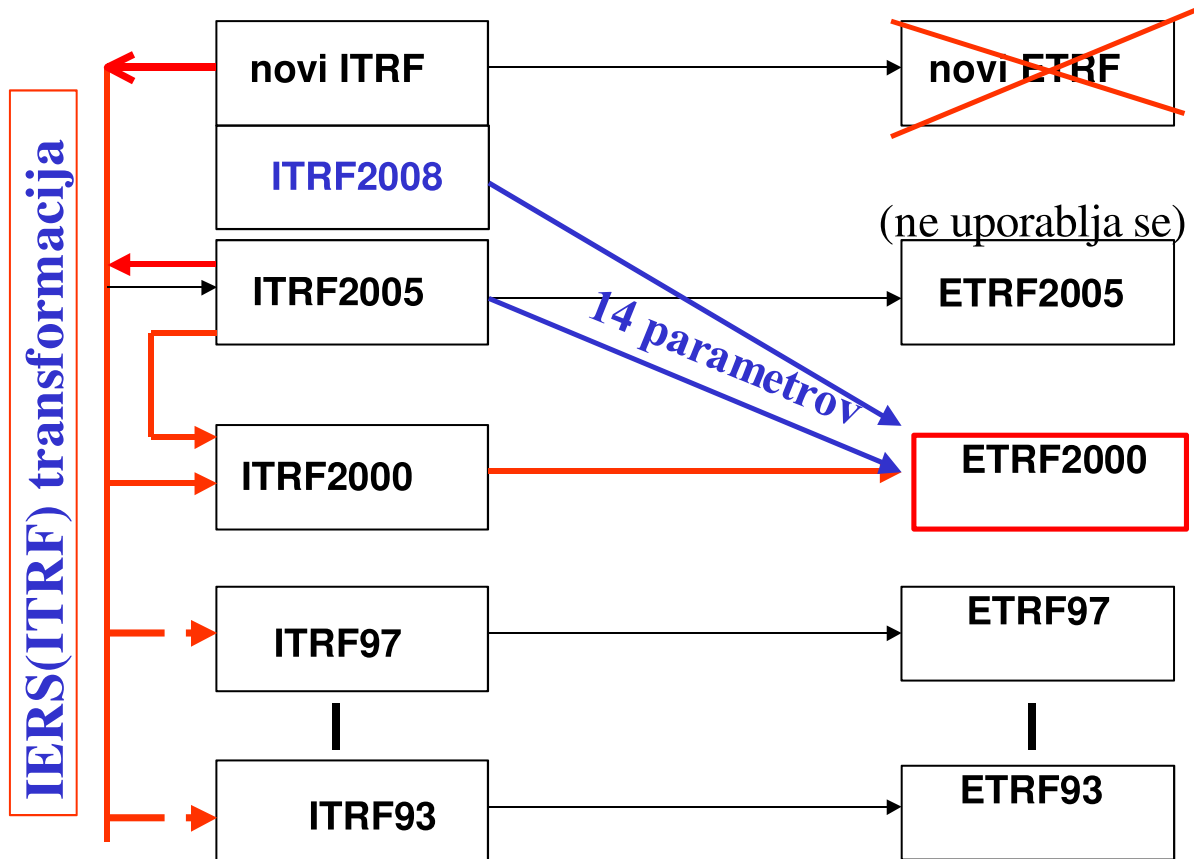 IERS(ITRF) transformacija
novi ITRF
novi ETRF
ITRF2008
(ne uporablja se)
ITRF2005
ETRF2005
14 parametrov
ITRF2000
ETRF2000
ITRF97
ETRF97
ITRF93
ETRF93